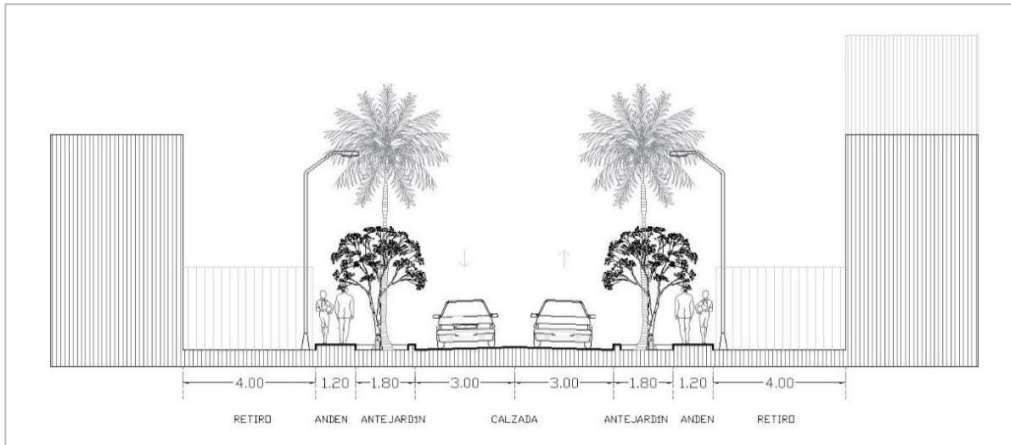 4.00 1.20 1.80 3.00 3.00 1.80 1.20 4.00
RETIRO ANDEN ANTEJARDIN CALZADA ANTEJARDIN ANDEN RETIRO